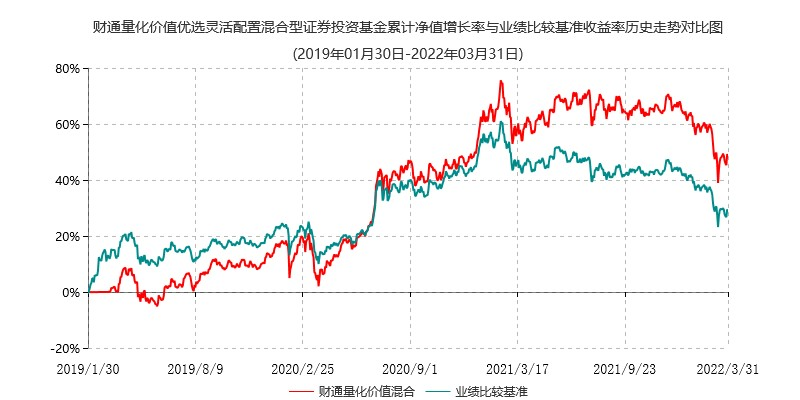 财通量化价值优选灵活配置混合型证券投资基金累计净值增长率与业绩比较基准收益率历史走势对比图
(2019年01月30日-2022年03月31日)
80%
60%
40%
20%
0%
-20%
2019/1/30 2019/8/9 2020/2/25 2020/9/1 2021/3/17 2021/9/23 2022/3/31
财通量化价值混合 业绩比较基准